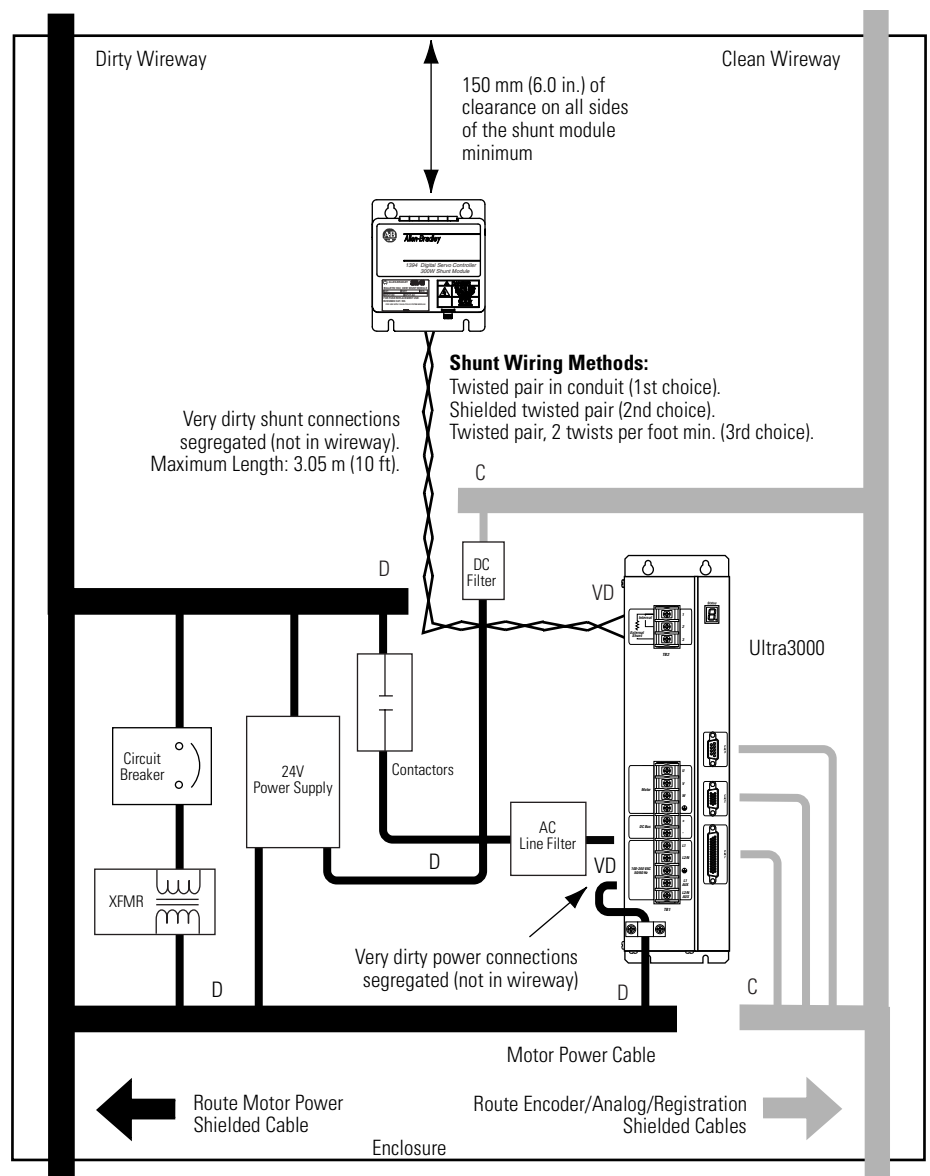 Dirty Wireway
Clean Wireway
150 mm (6.0 in.) of
clearance on all sides
of the shunt module
minimum
Allen-Bradley
1394 Digital Servo Controller
300W Shunt Module
Shunt Wiring Methods:
Twisted pair in conduit (1st choice).
Shielded twisted pair (2nd choice).
Twisted pair, 2 twists per foot min. (3rd choice).
Very dirty shunt connections
segregated (not in wireway).
Maximum Length: 3.05 m (10 ft).
C
D
DC
Filter
VD
Ultra3000
Circuit
Breaker
24V
Power Supply
Contactors
AC
Line Filter
D
VD
XFMR
Very dirty power connections
segregated (not in wireway)
D
D
C
Motor Power Cable
Route Motor Power
Shielded Cable
Route Encoder/Analog/Registration
Shielded Cables
Enclosure